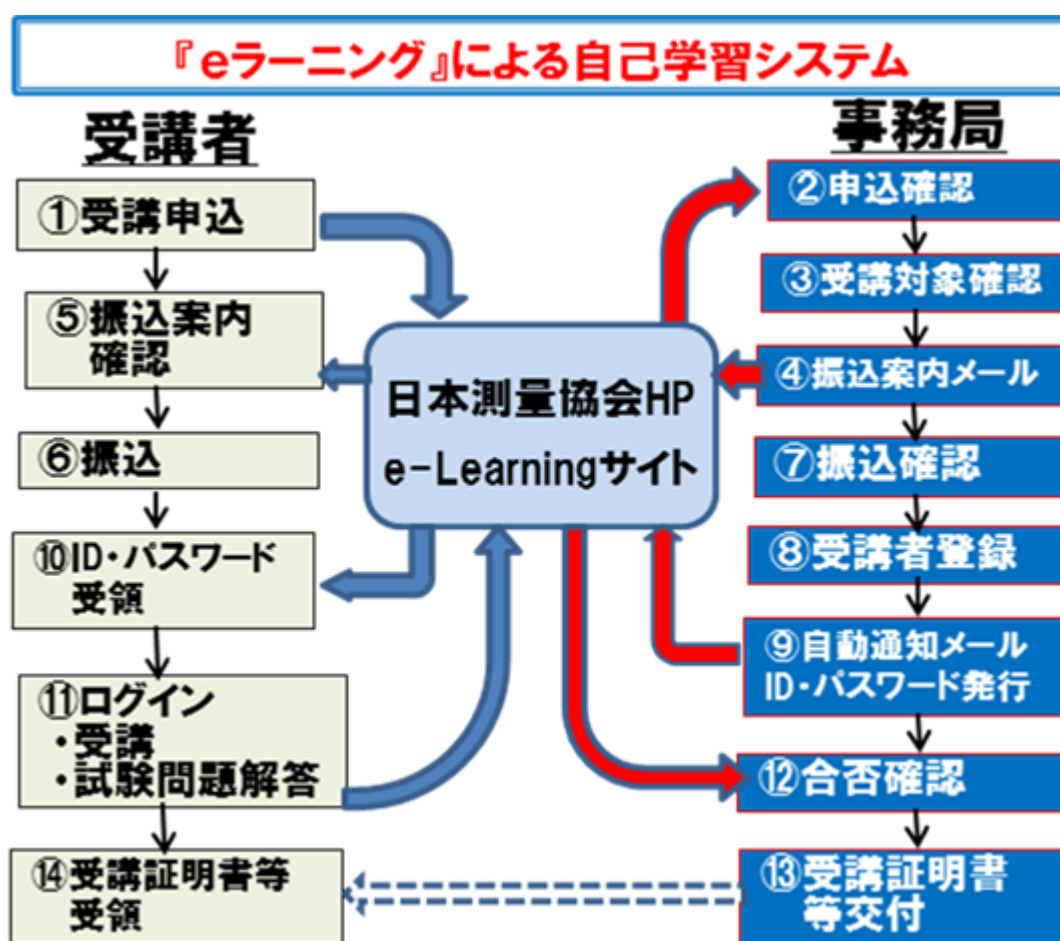 『eラーニング』による自己学習システム
受講者
①受講申込
⑤振込案内
確認
⑥振込
⑩ID・パスワード
受領
⑪ログイン
・受講
・試験問題解答
⑭受講証明書等
受領
日本測量協会HP
e-Learningサイト
事務局
②申込確認
③受講対象確認
④振込案内メール
⑦振込確認
⑧受講者登録
⑨自動通知メール
ID・パスワード発行
⑫合否確認
⑬受講証明書
等交付